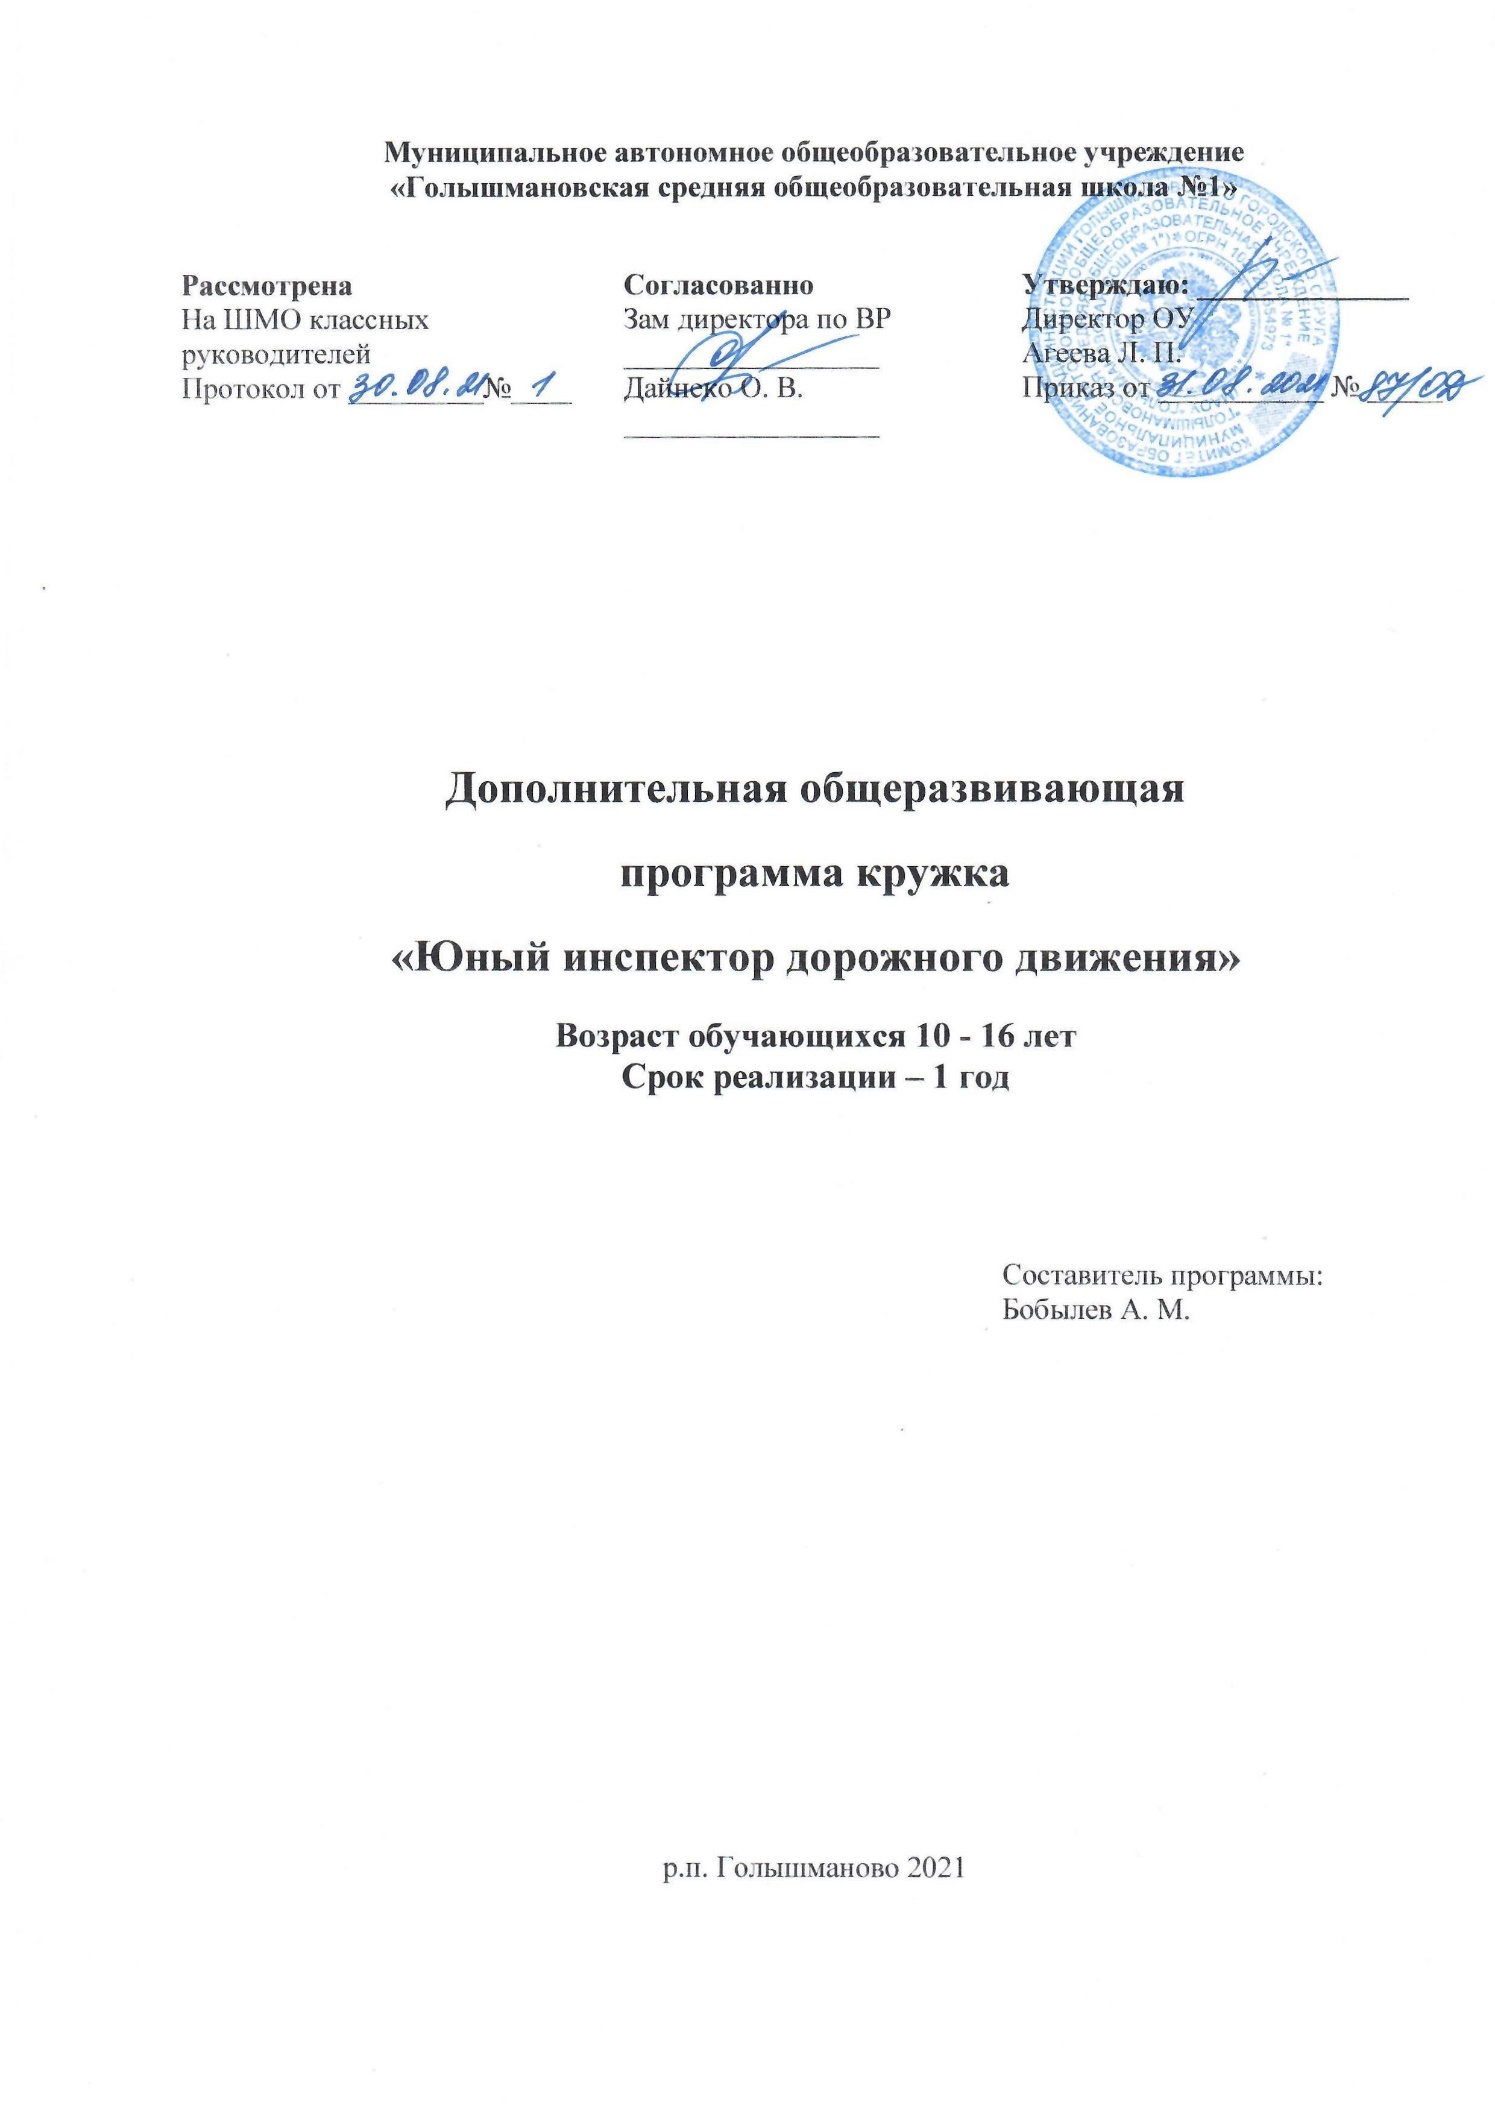 Муниципальное автономное общеобразовательное учреждение
«Голышмановская средняя общеобразовательная школа №1»
Рассмотрена
На ШМО классных
руководителей
Протокол от 30.08.21 № 1
Согласованно
Зам директора по ВР
Дайнеко О. В.
Утверждаю:
Директор ОУ
Агеева Л. П.
Приказ от 31.08.2021 № 87/02
Дополнительная общеразвивающая
программа кружка
«Юный инспектор дорожного движения»
Возраст обучающихся 10 - 16 лет
Срок реализации – 1 год
Составитель программы:
Бобылев А. М.
р.п. Голышманово 2021